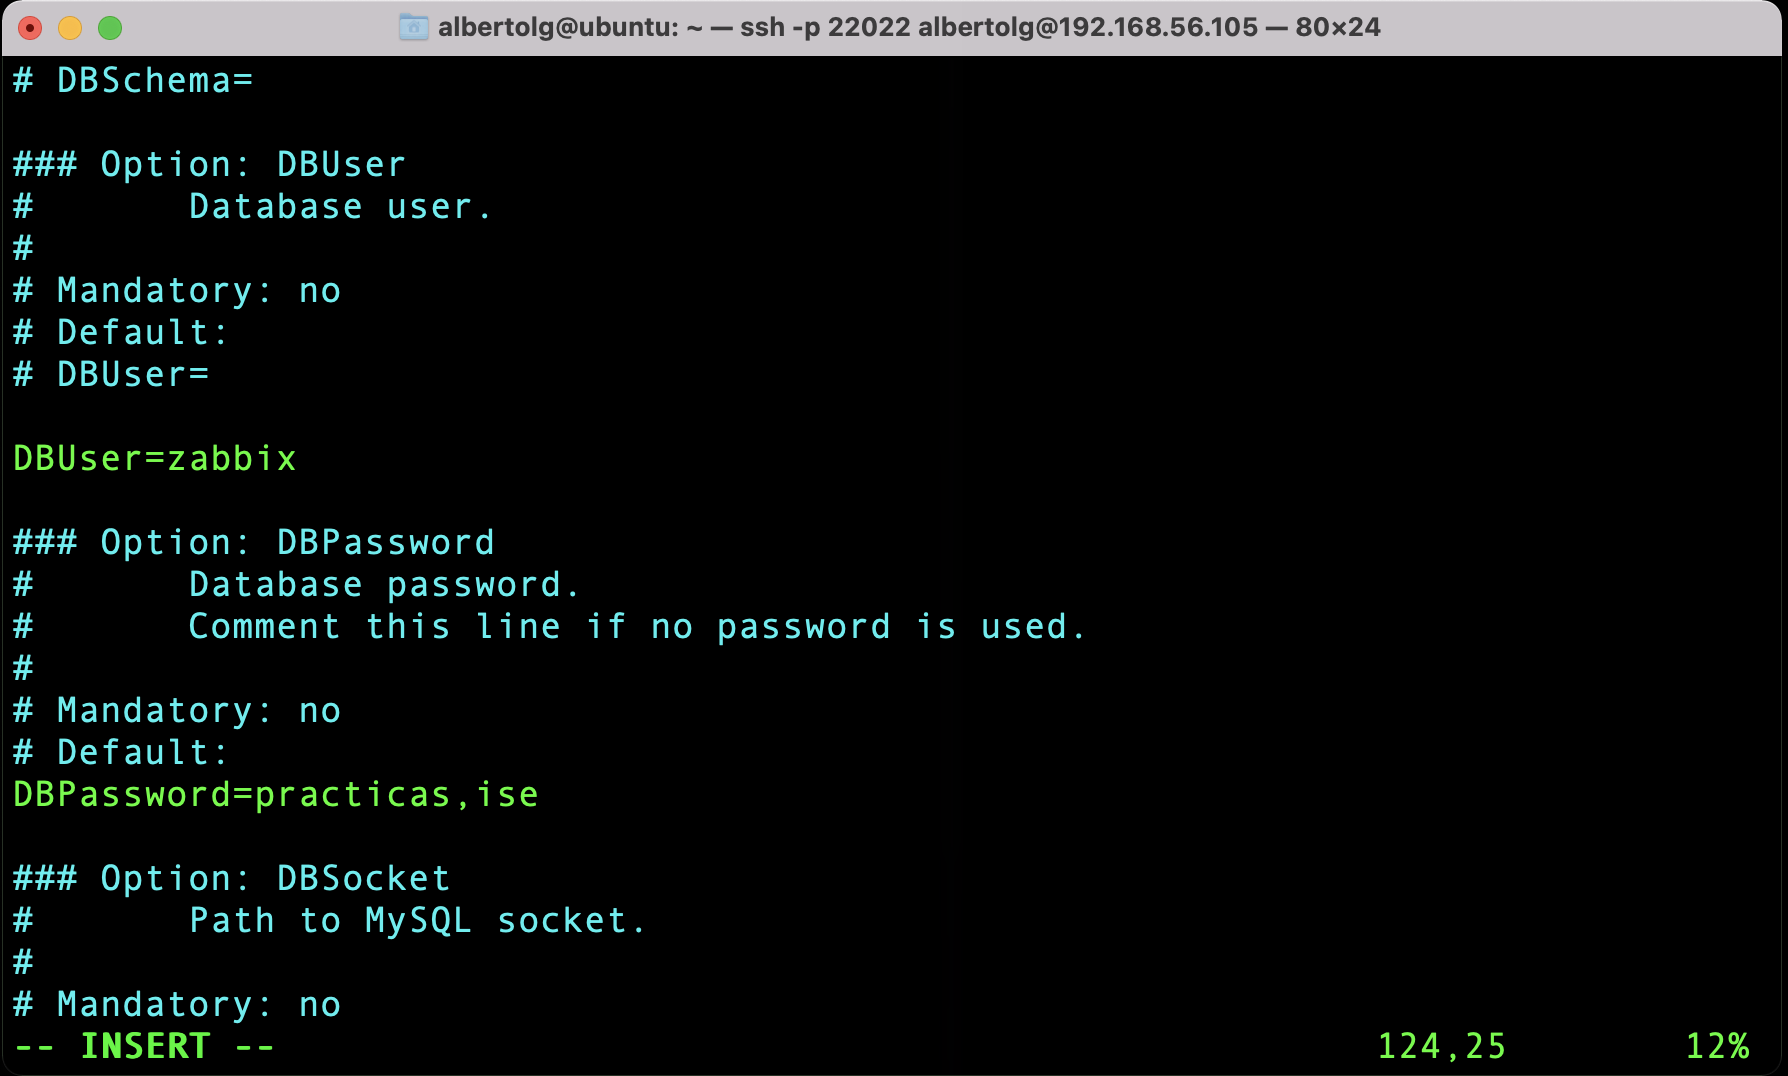 albertolg@ubuntu: ~ — ssh -p 22022 albertolg@192.168.56.105 — 80×24
# DBSchema=

### Option: DBUser
#       Database user.
#
# Mandatory: no
# Default:
# DBUser=

DBUser=zabbix

### Option: DBPassword
#       Database password.
#       Comment this line if no password is used.
#
# Mandatory: no
# Default:
DBPassword=practicas,ise

### Option: DBSocket
#       Path to MySQL socket.
#
# Mandatory: no
-- INSERT --                                                  124,25        12%